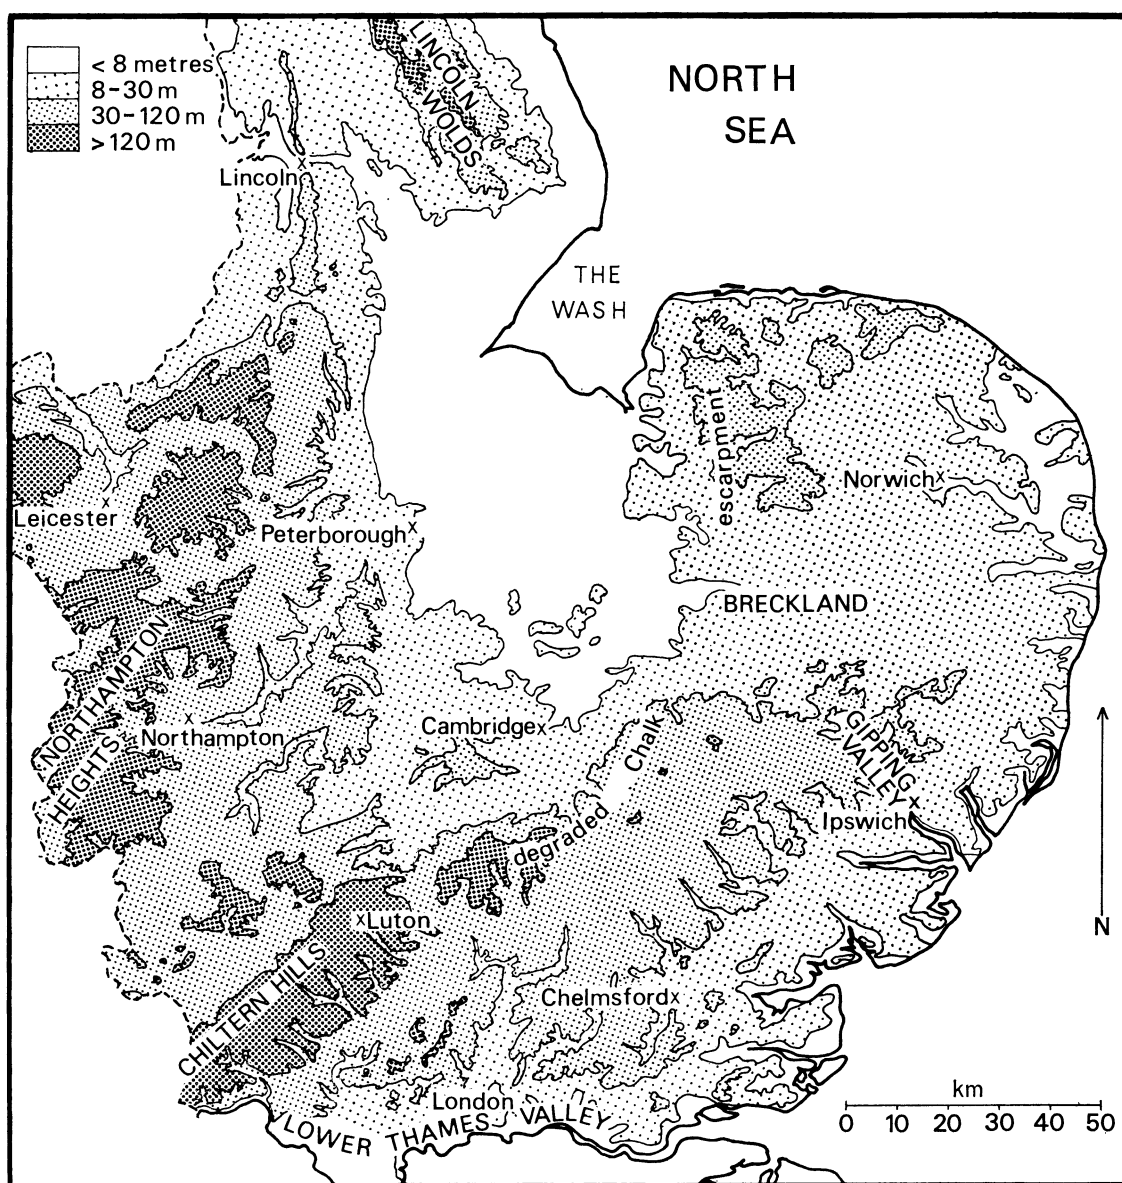 < 8 metres
8-30 m
30-120 m
> 120 m
LINCOLN
WOLDS
NORTH
SEA
Lincoln x
THE
WASH
escarpment
Norwich x
x
Leicester
Peterborough x
BRECKLAND
NORTHAMPTON
HEIGHTS
x
Northampton
Cambridge x
Chalk
GIPPING
VALLEY
x
Ipswich
degraded
x Luton
N
CHILTERN HILLS
Chelmsford x
London
LOWER THAMES VALLEY
km
0 10 20 30 40 50